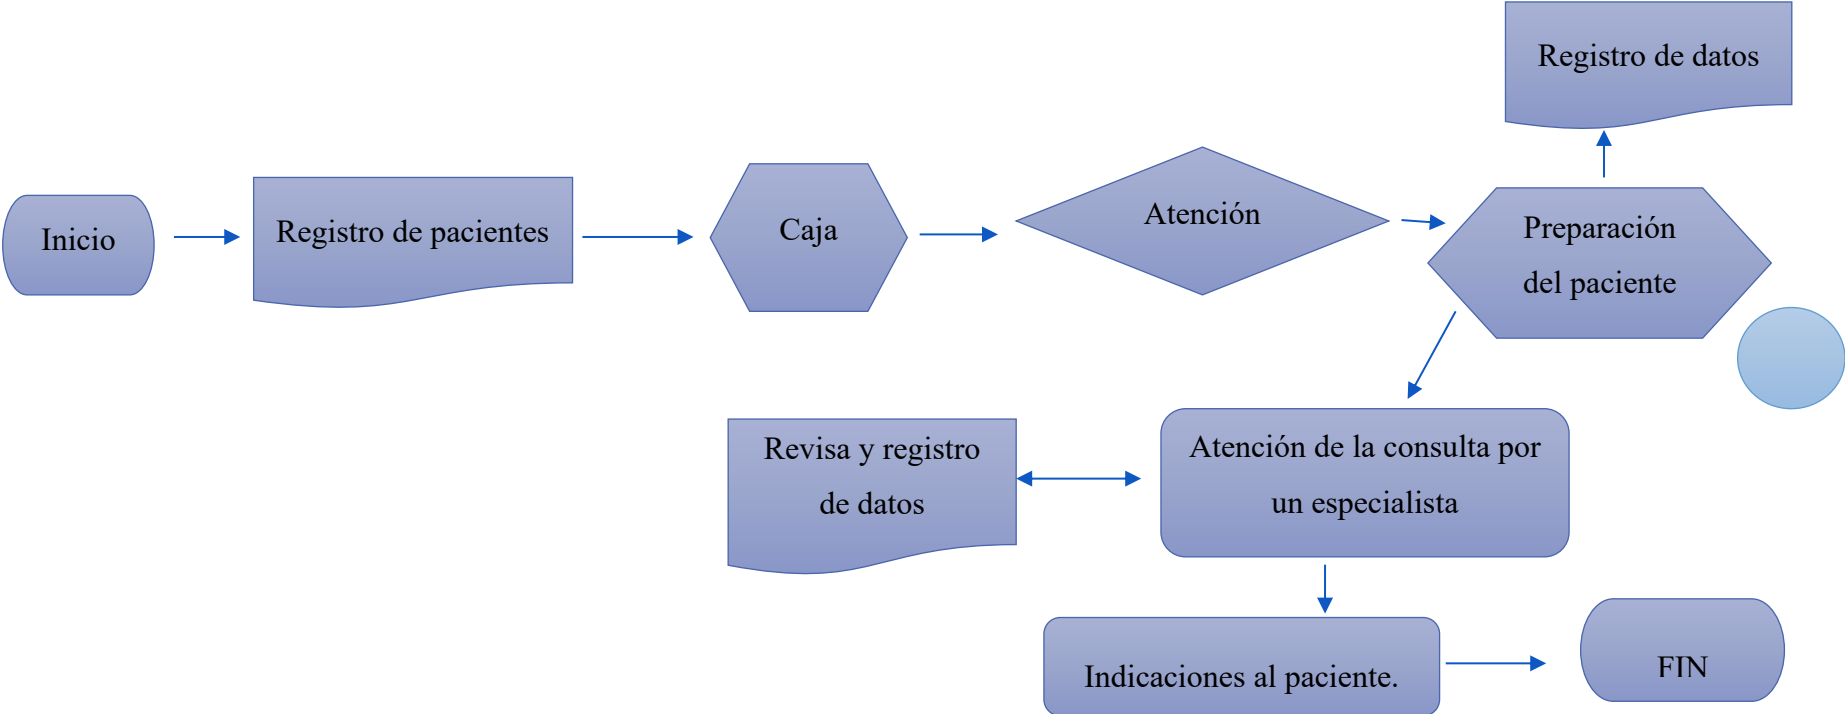 Inicio
Registro de pacientes
Caja
Atención
Preparación
del paciente
Registro de datos
Atención de la consulta por
un especialista
Revisa y registro
de datos
Indicaciones al paciente.
FIN